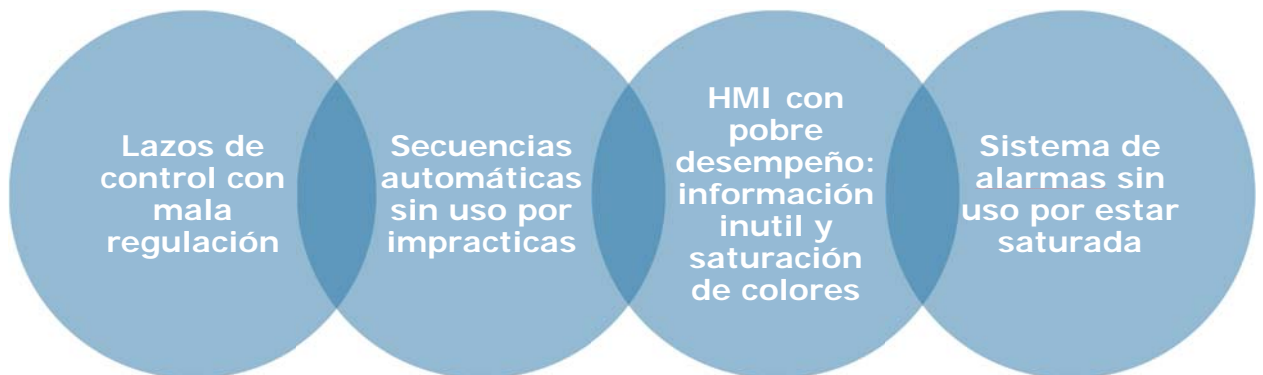 Lazos de
control con
mala
regulación
Secuencias
automáticas
sin uso por
impracticas
HMI con
pobre
desempeño:
información
inutil y
saturación
de colores
Sistema de
alarmas sin
uso por estar
saturada